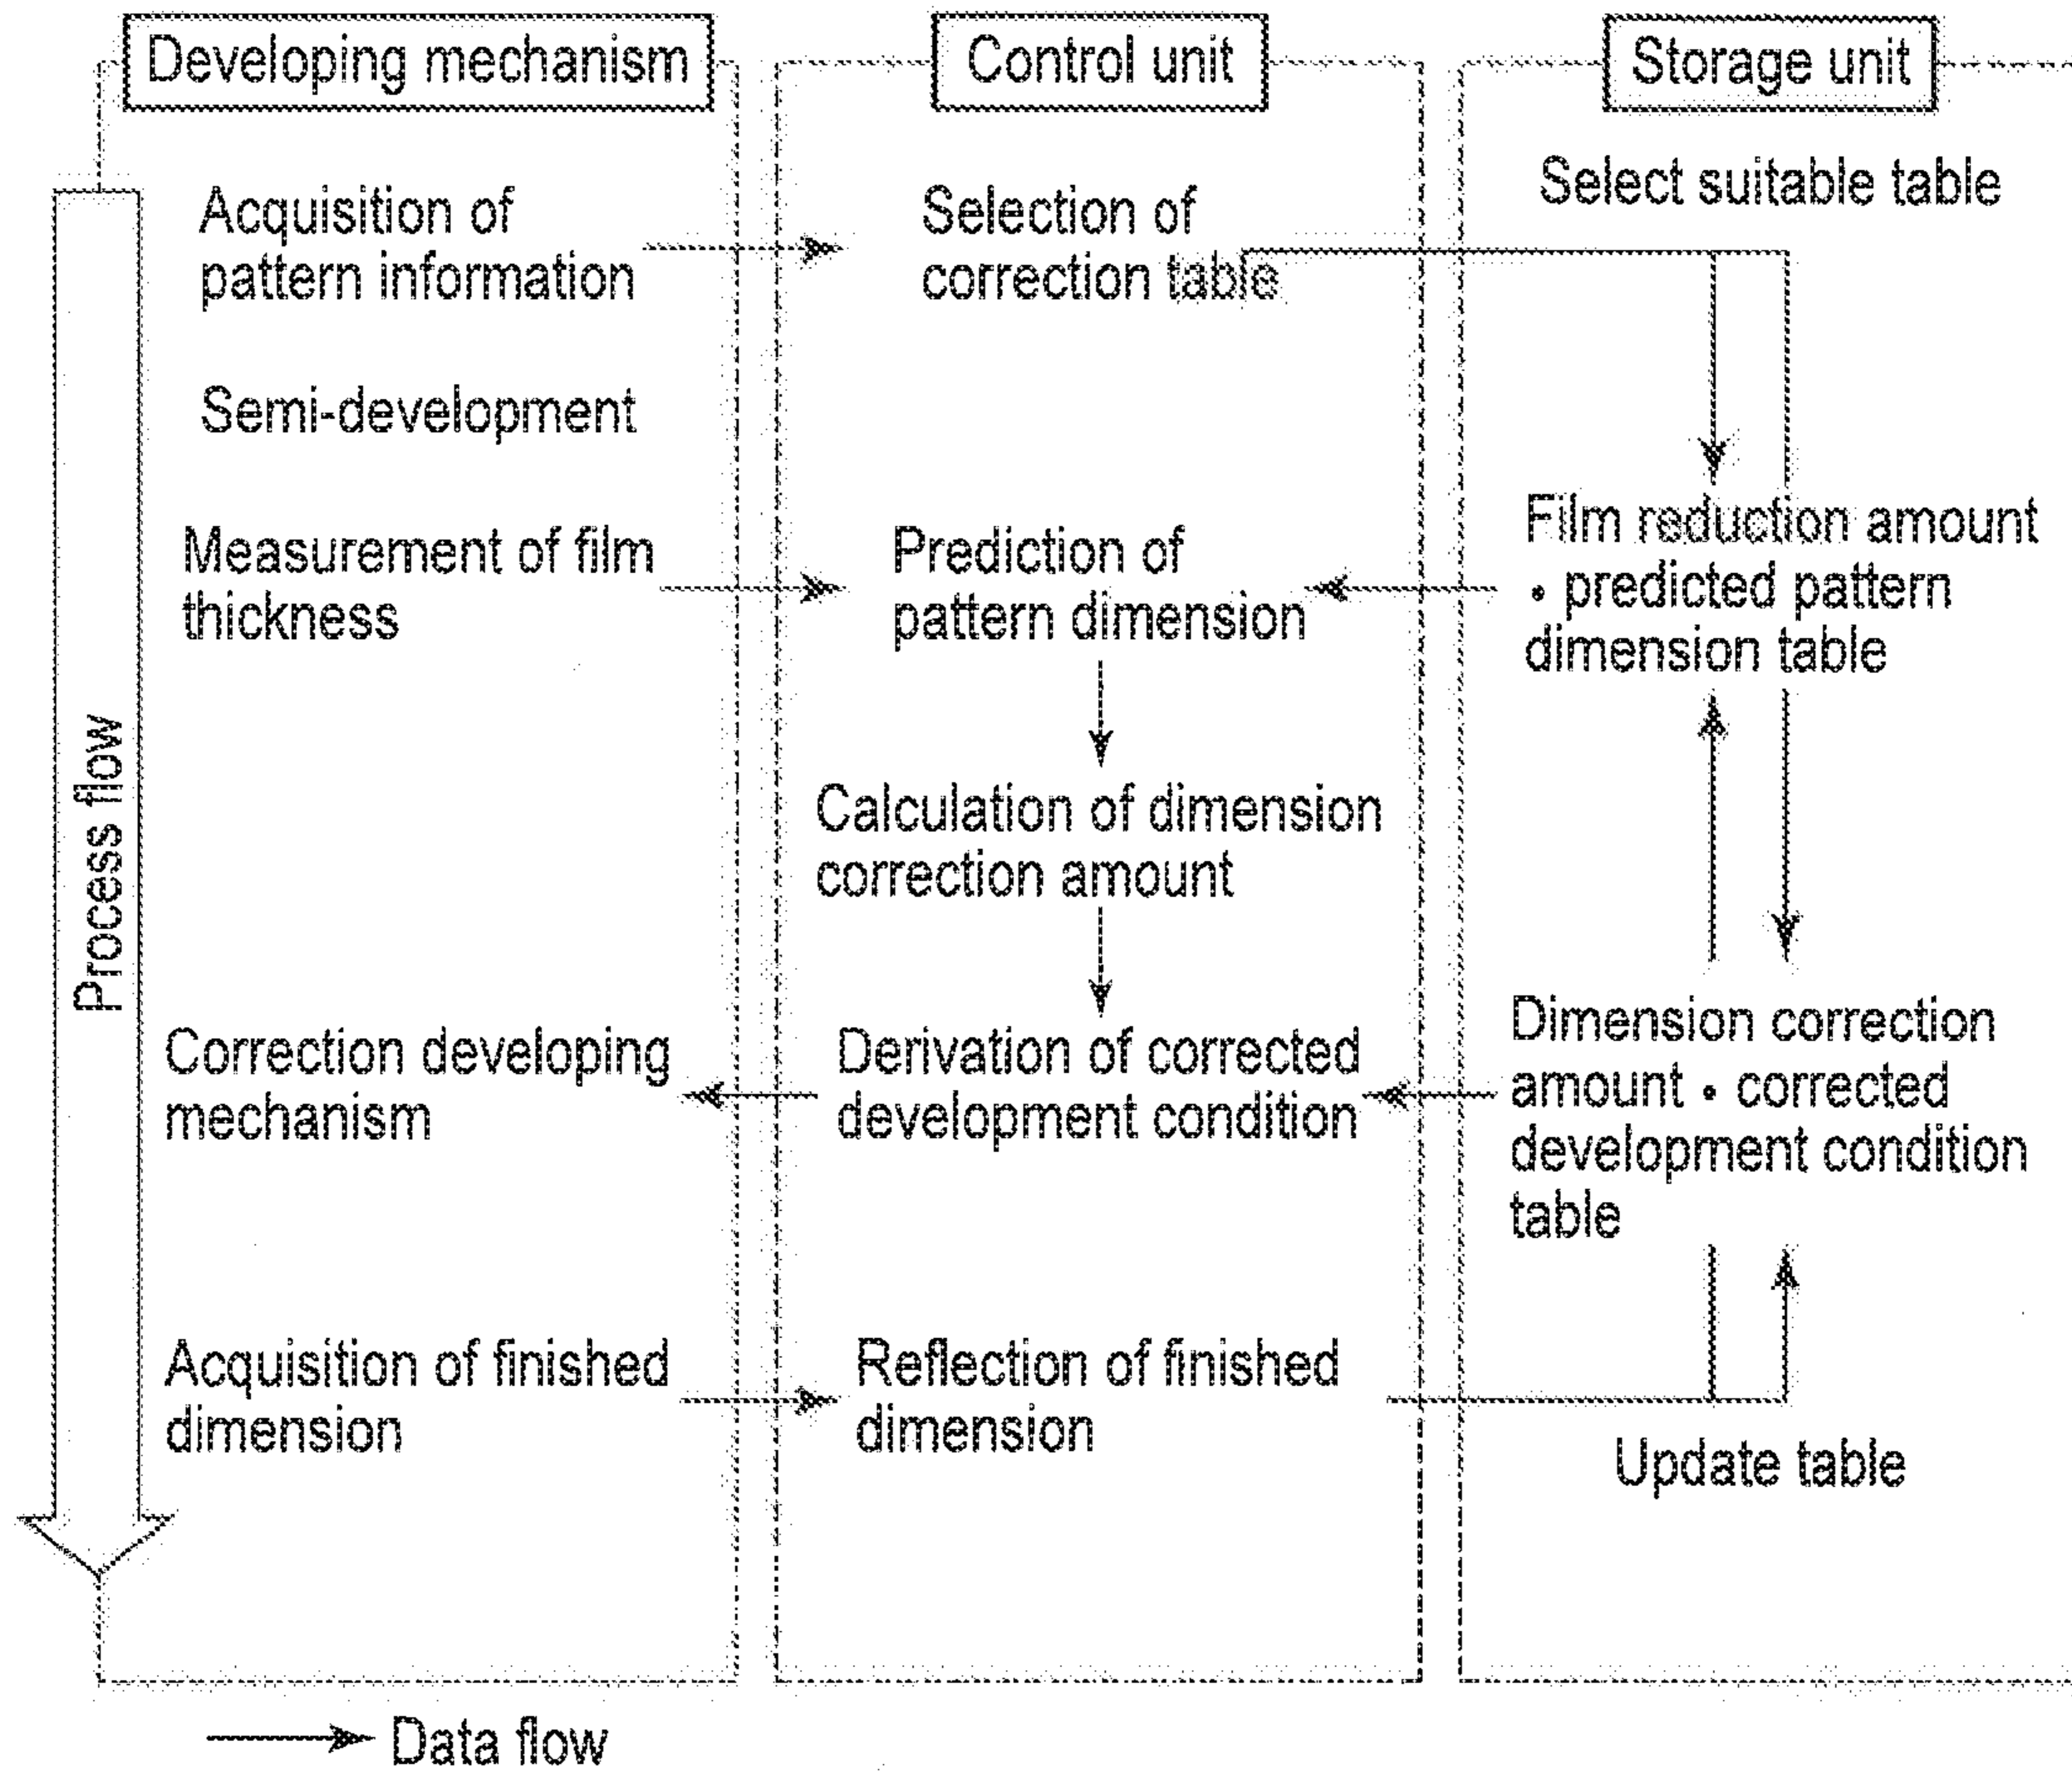 Developing mechanism
Control unit
Storage unit
Process flow
Acquisition of
pattern information
Semi-development
Measurement of film
thickness
Correction developing
mechanism
Acquisition of finished
dimension
Selection of
correction table
Prediction of
pattern dimension
Calculation of dimension
correction amount
Derivation of corrected
development condition
Reflection of finished
dimension
Select suitable table
Film reduction amount
• predicted pattern
dimension table
Dimension correction
amount • corrected
development condition
table
Update table
Data flow